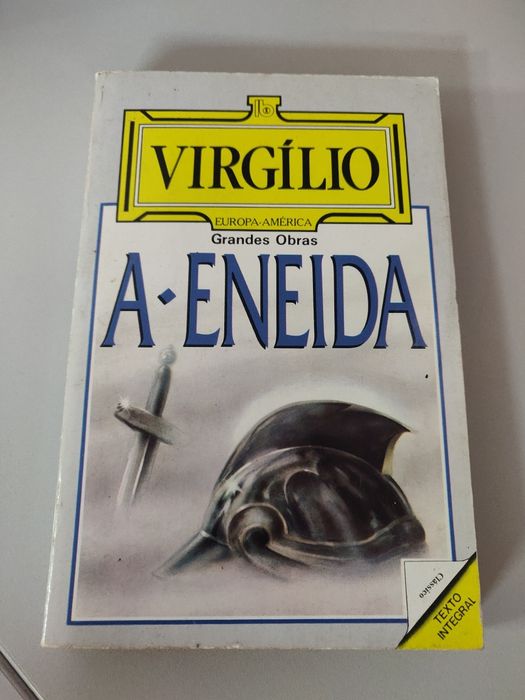 VIRGÍLIO
EUROPA-AMÉRICA
Grandes Obras
A·ENEIDA
Clássico
TEXTO
INTEGRAL